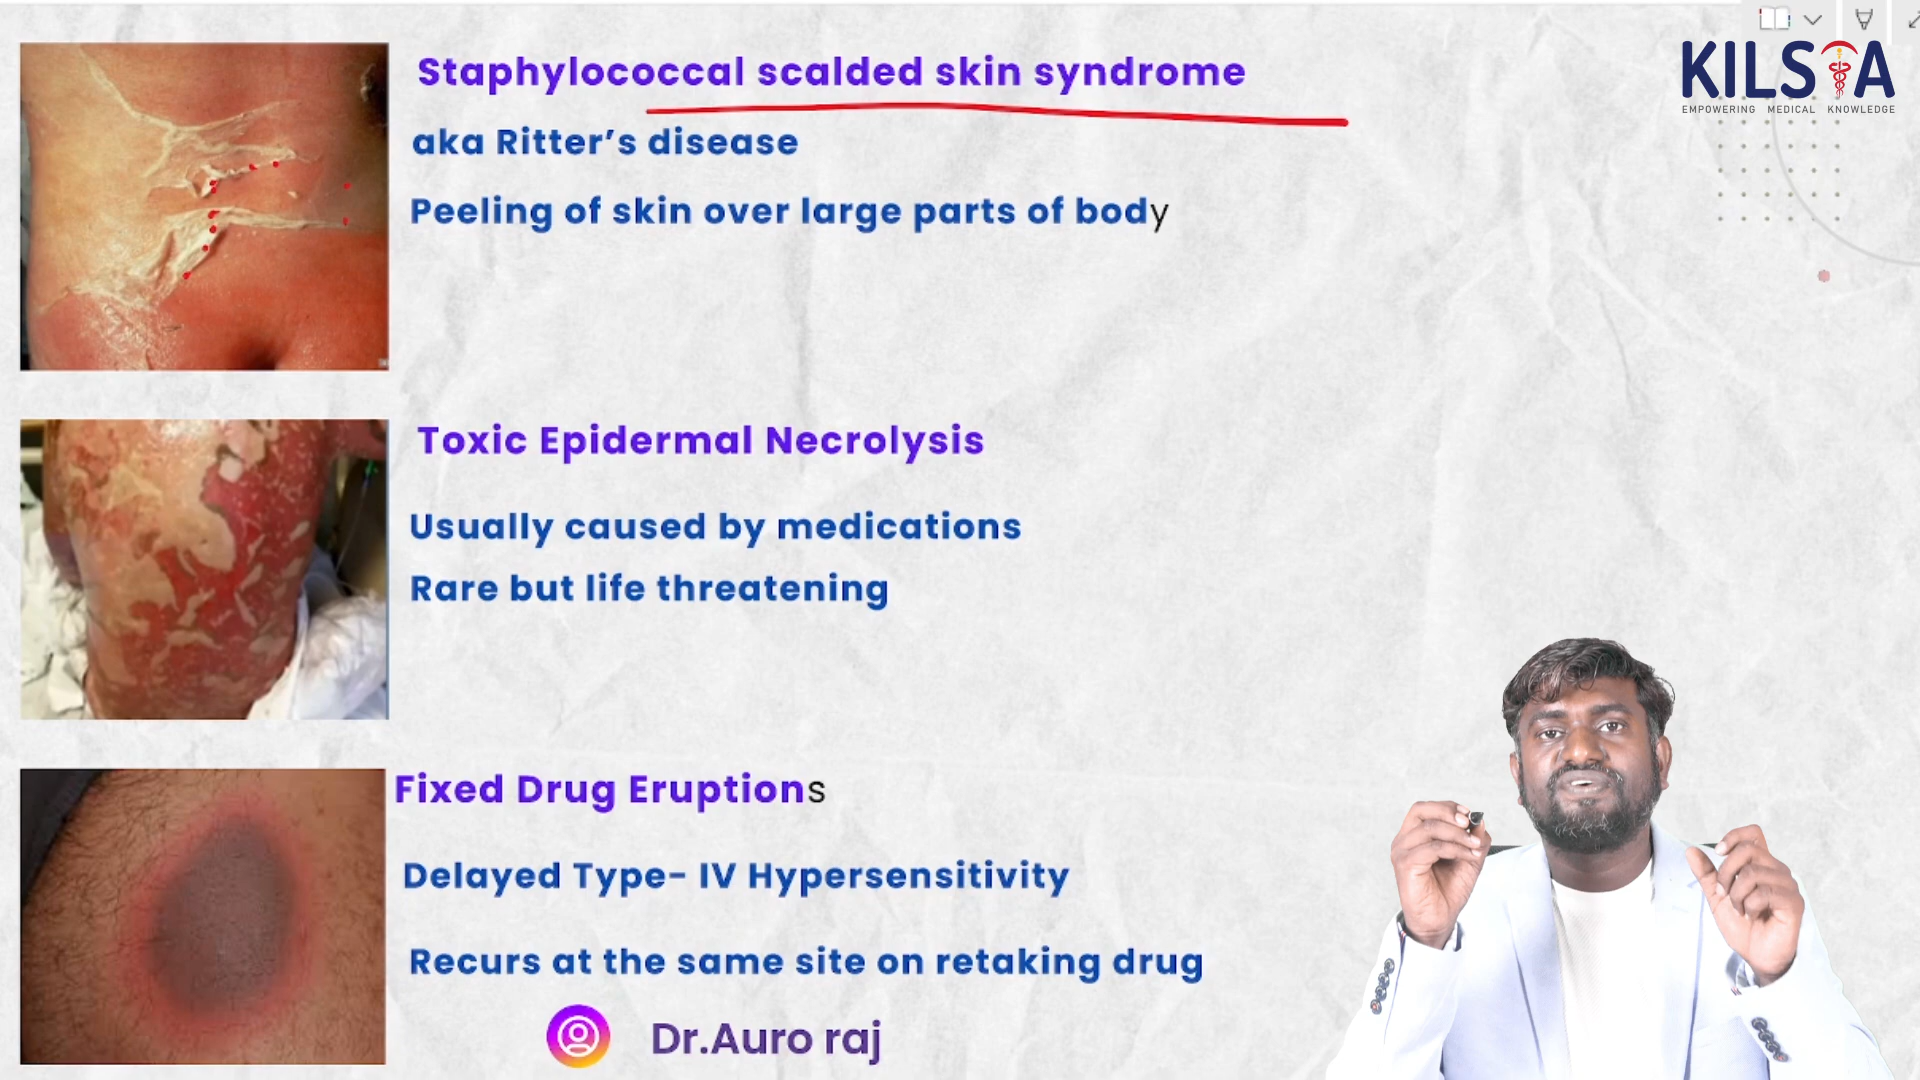 KILSTA
EMPOWERING MEDICAL KNOWLEDGE
Staphylococcal scalded skin syndrome
aka Ritter’s disease
Peeling of skin over large parts of body
Toxic Epidermal Necrolysis
Usually caused by medications
Rare but life threatening
Fixed Drug Eruptions
Delayed Type- IV Hypersensitivity
Recurs at the same site on retaking drug
Dr.Auro raj